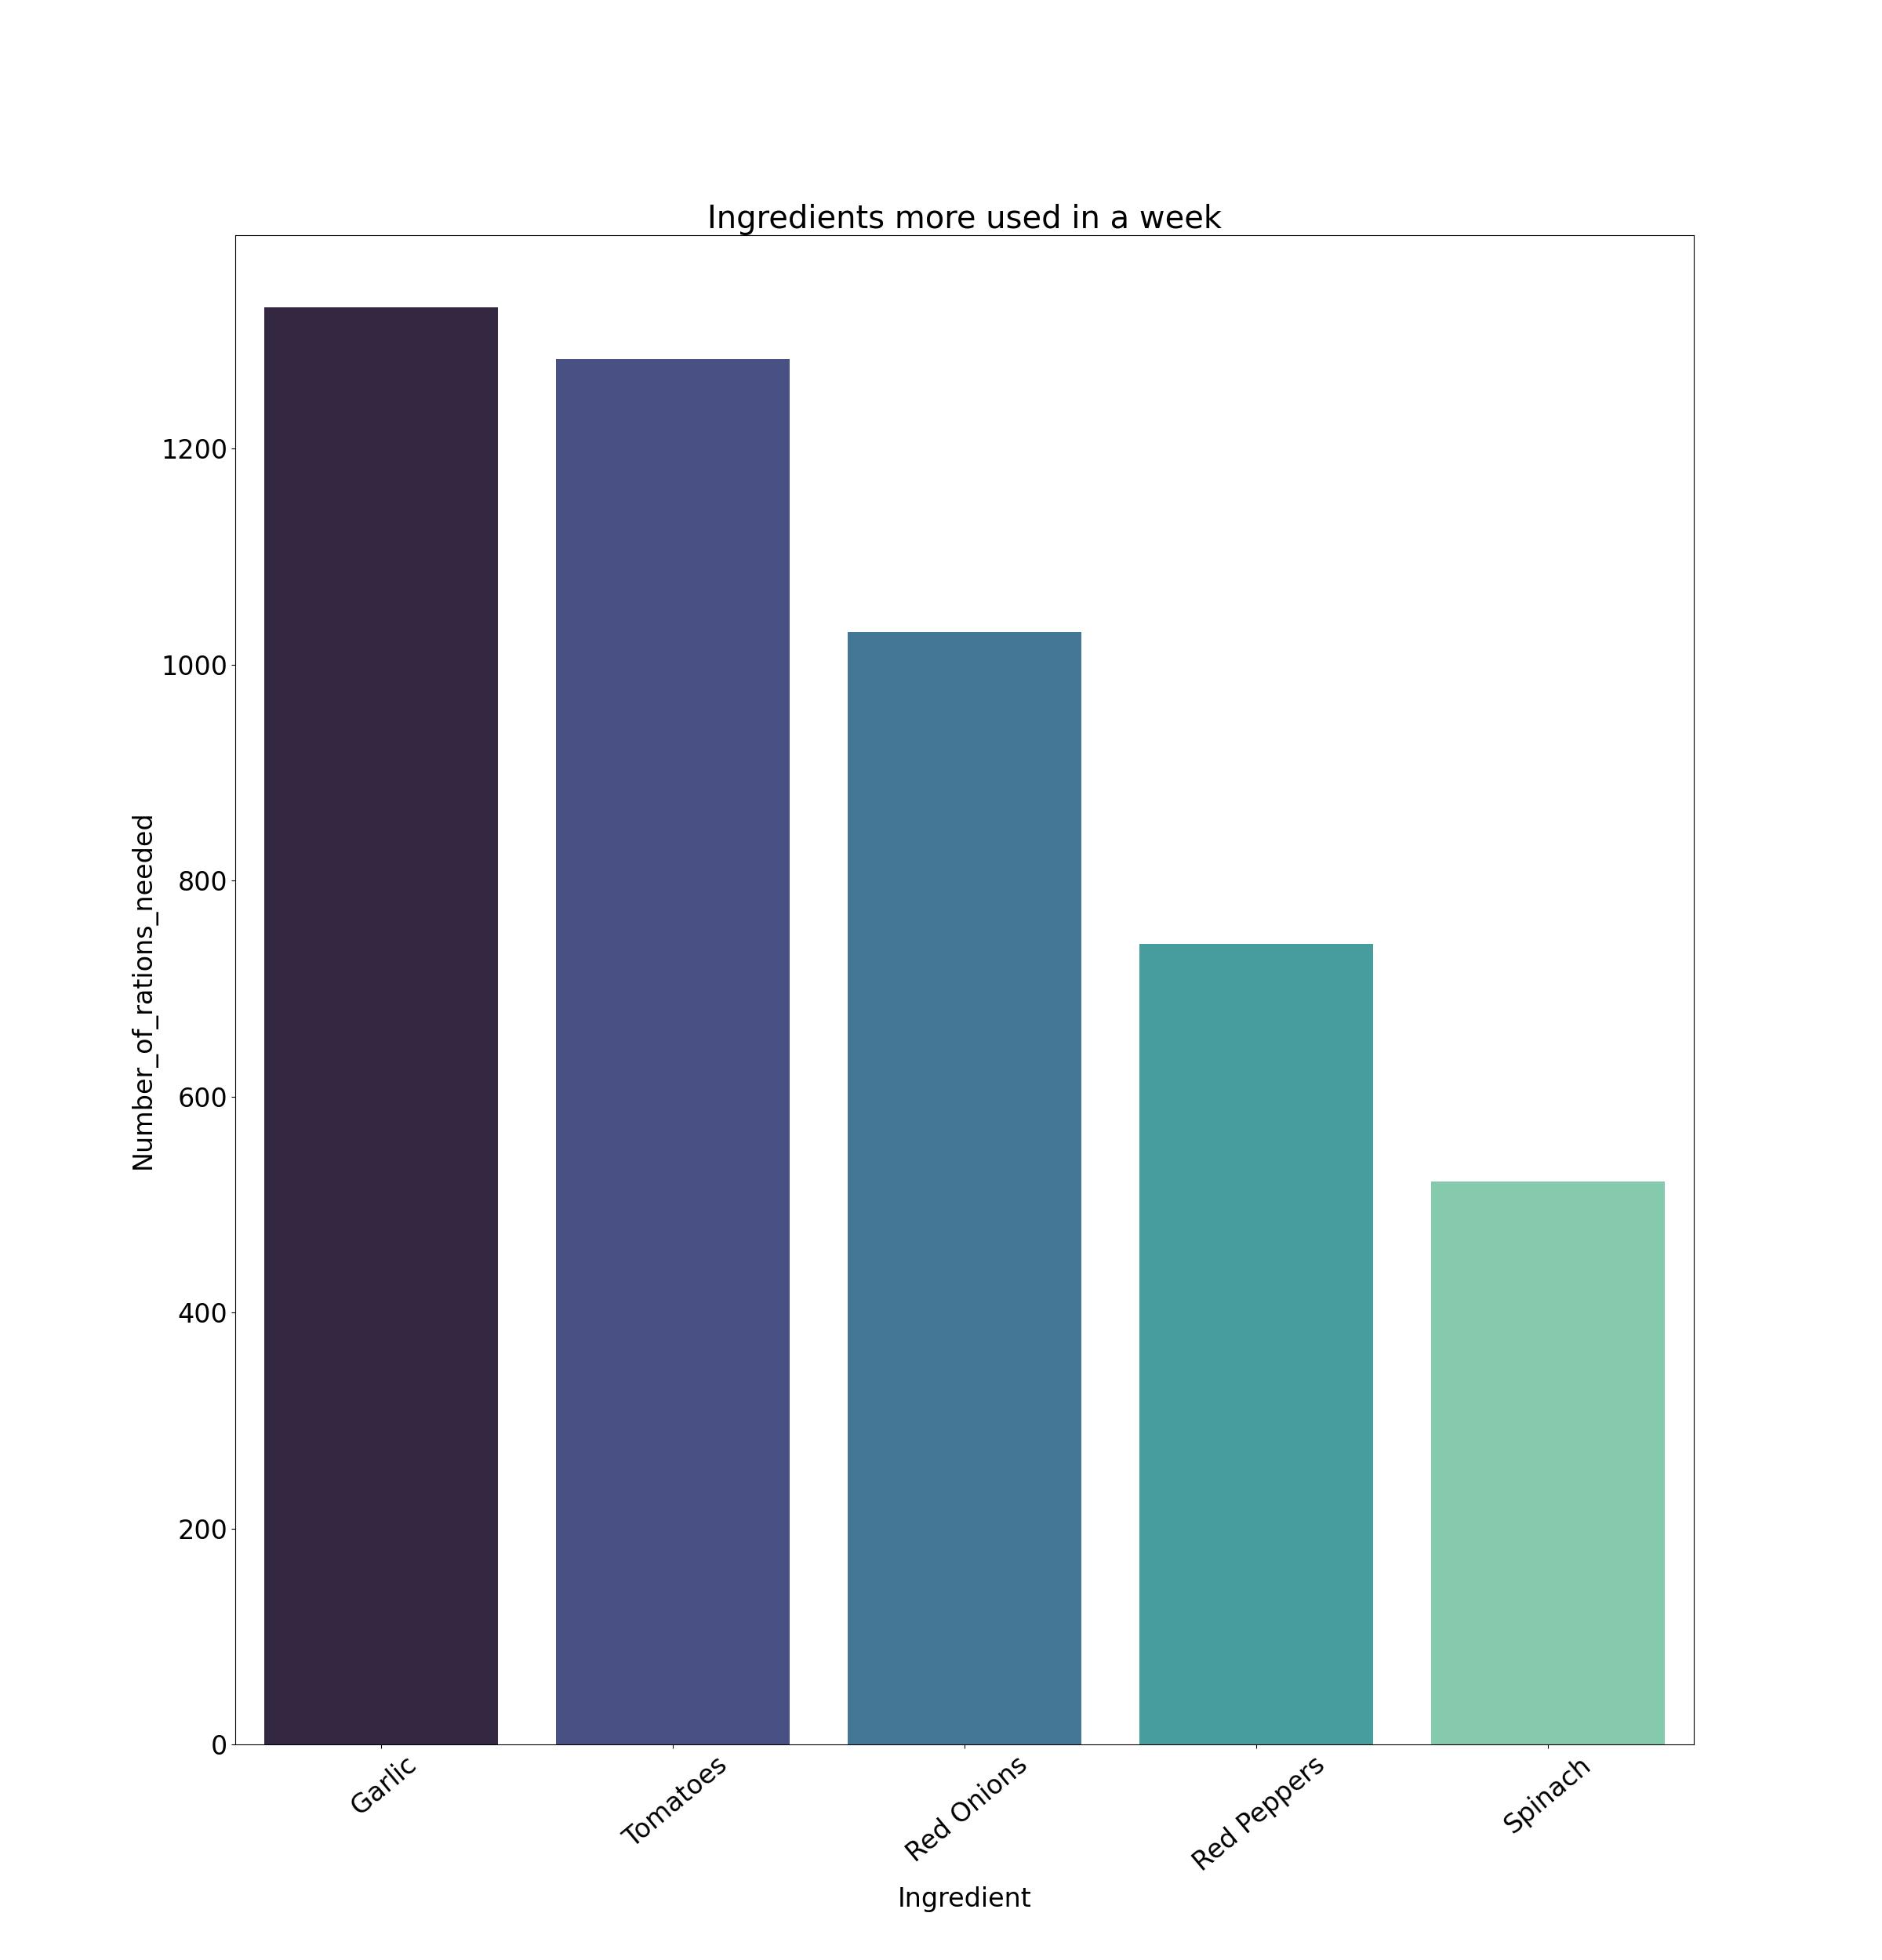 Ingredients more used in a week
1200
1000
800
600
400
200
0
Number_of_rations_needed
Garlic
Tomatoes
Red Onions
Red Peppers
Spinach
Ingredient